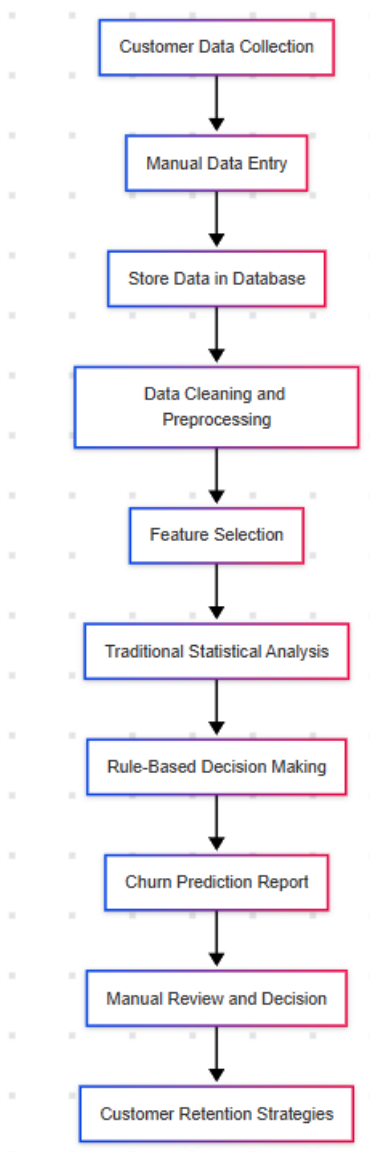 Customer Data Collection
Manual Data Entry
Store Data in Database
Data Cleaning and
Preprocessing
Feature Selection
Traditional Statistical Analysis
Rule-Based Decision Making
Churn Prediction Report
Manual Review and Decision
Customer Retention Strategies